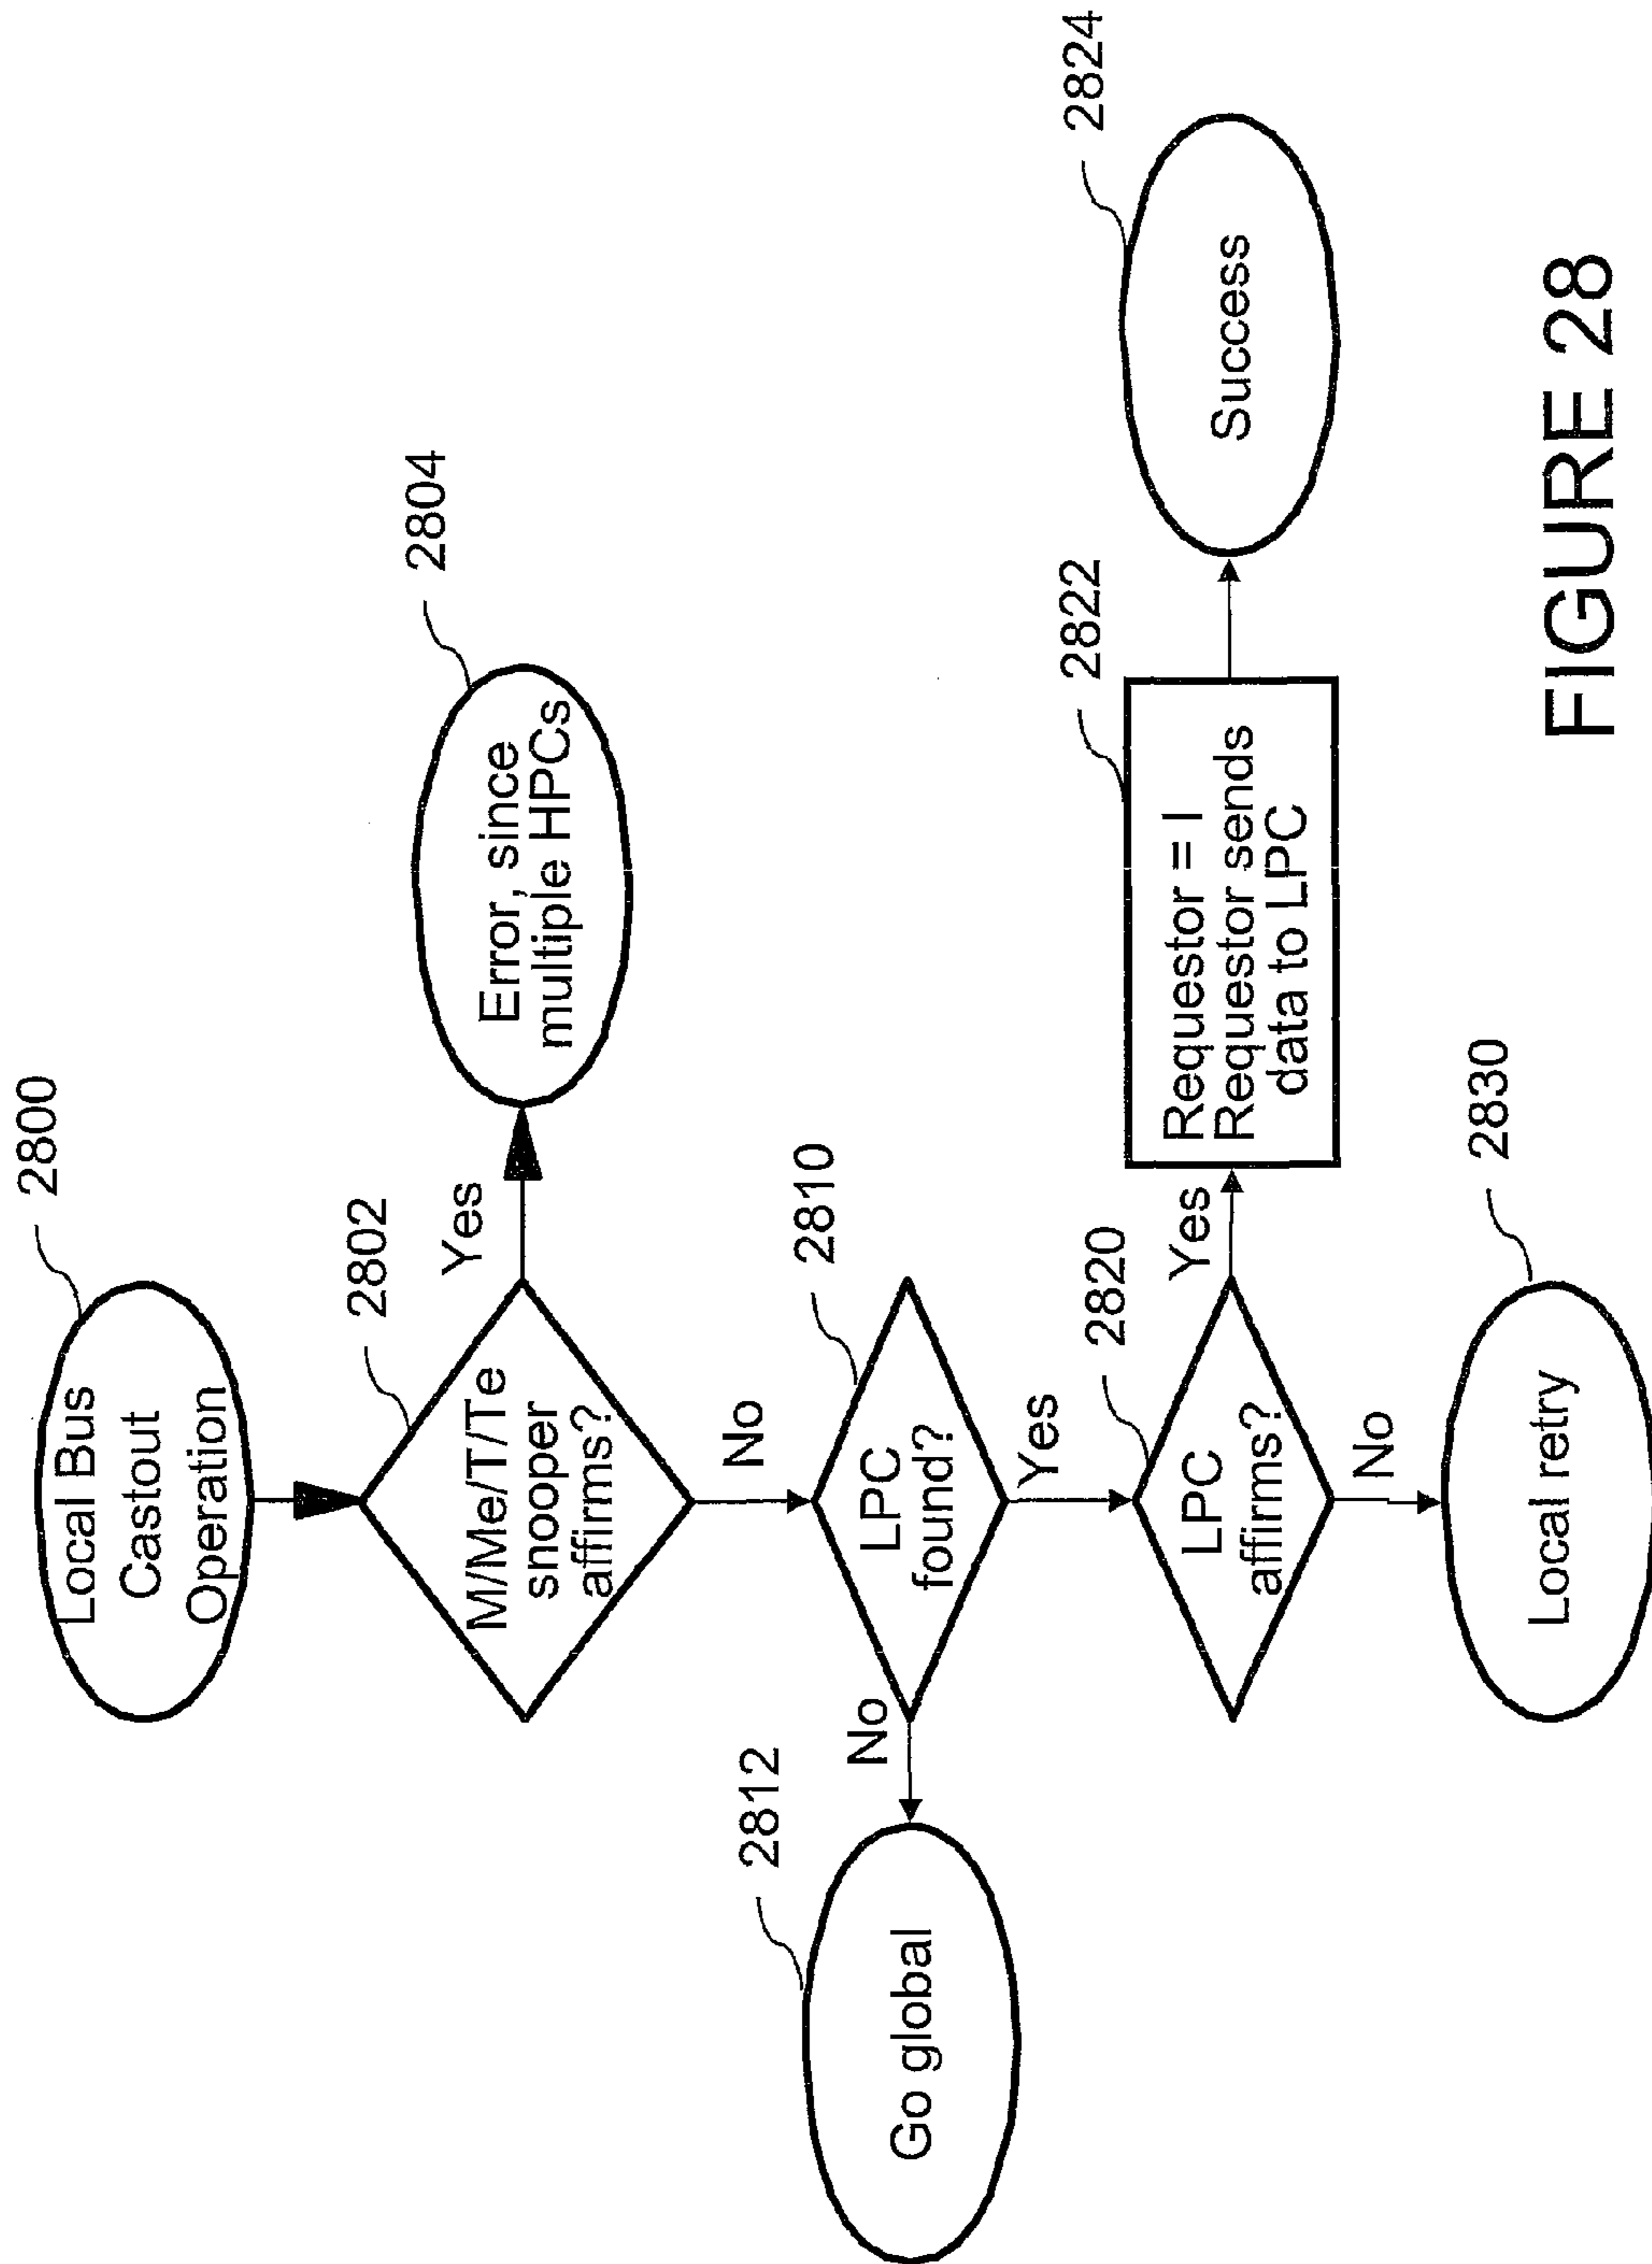 2800
Local Bus
Castout
Operation
2802
M/Me/T/Te
snooper
affirms?
Yes
2804
Error, since
multiple HPCs
No
2810
LPC
found?
No
2812
Go global
Yes
2820
LPC
affirms?
Yes
2822
Requestor = I
Requestor sends
data to LPC
2824
Success
No
2830
Local retry
FIGURE 28